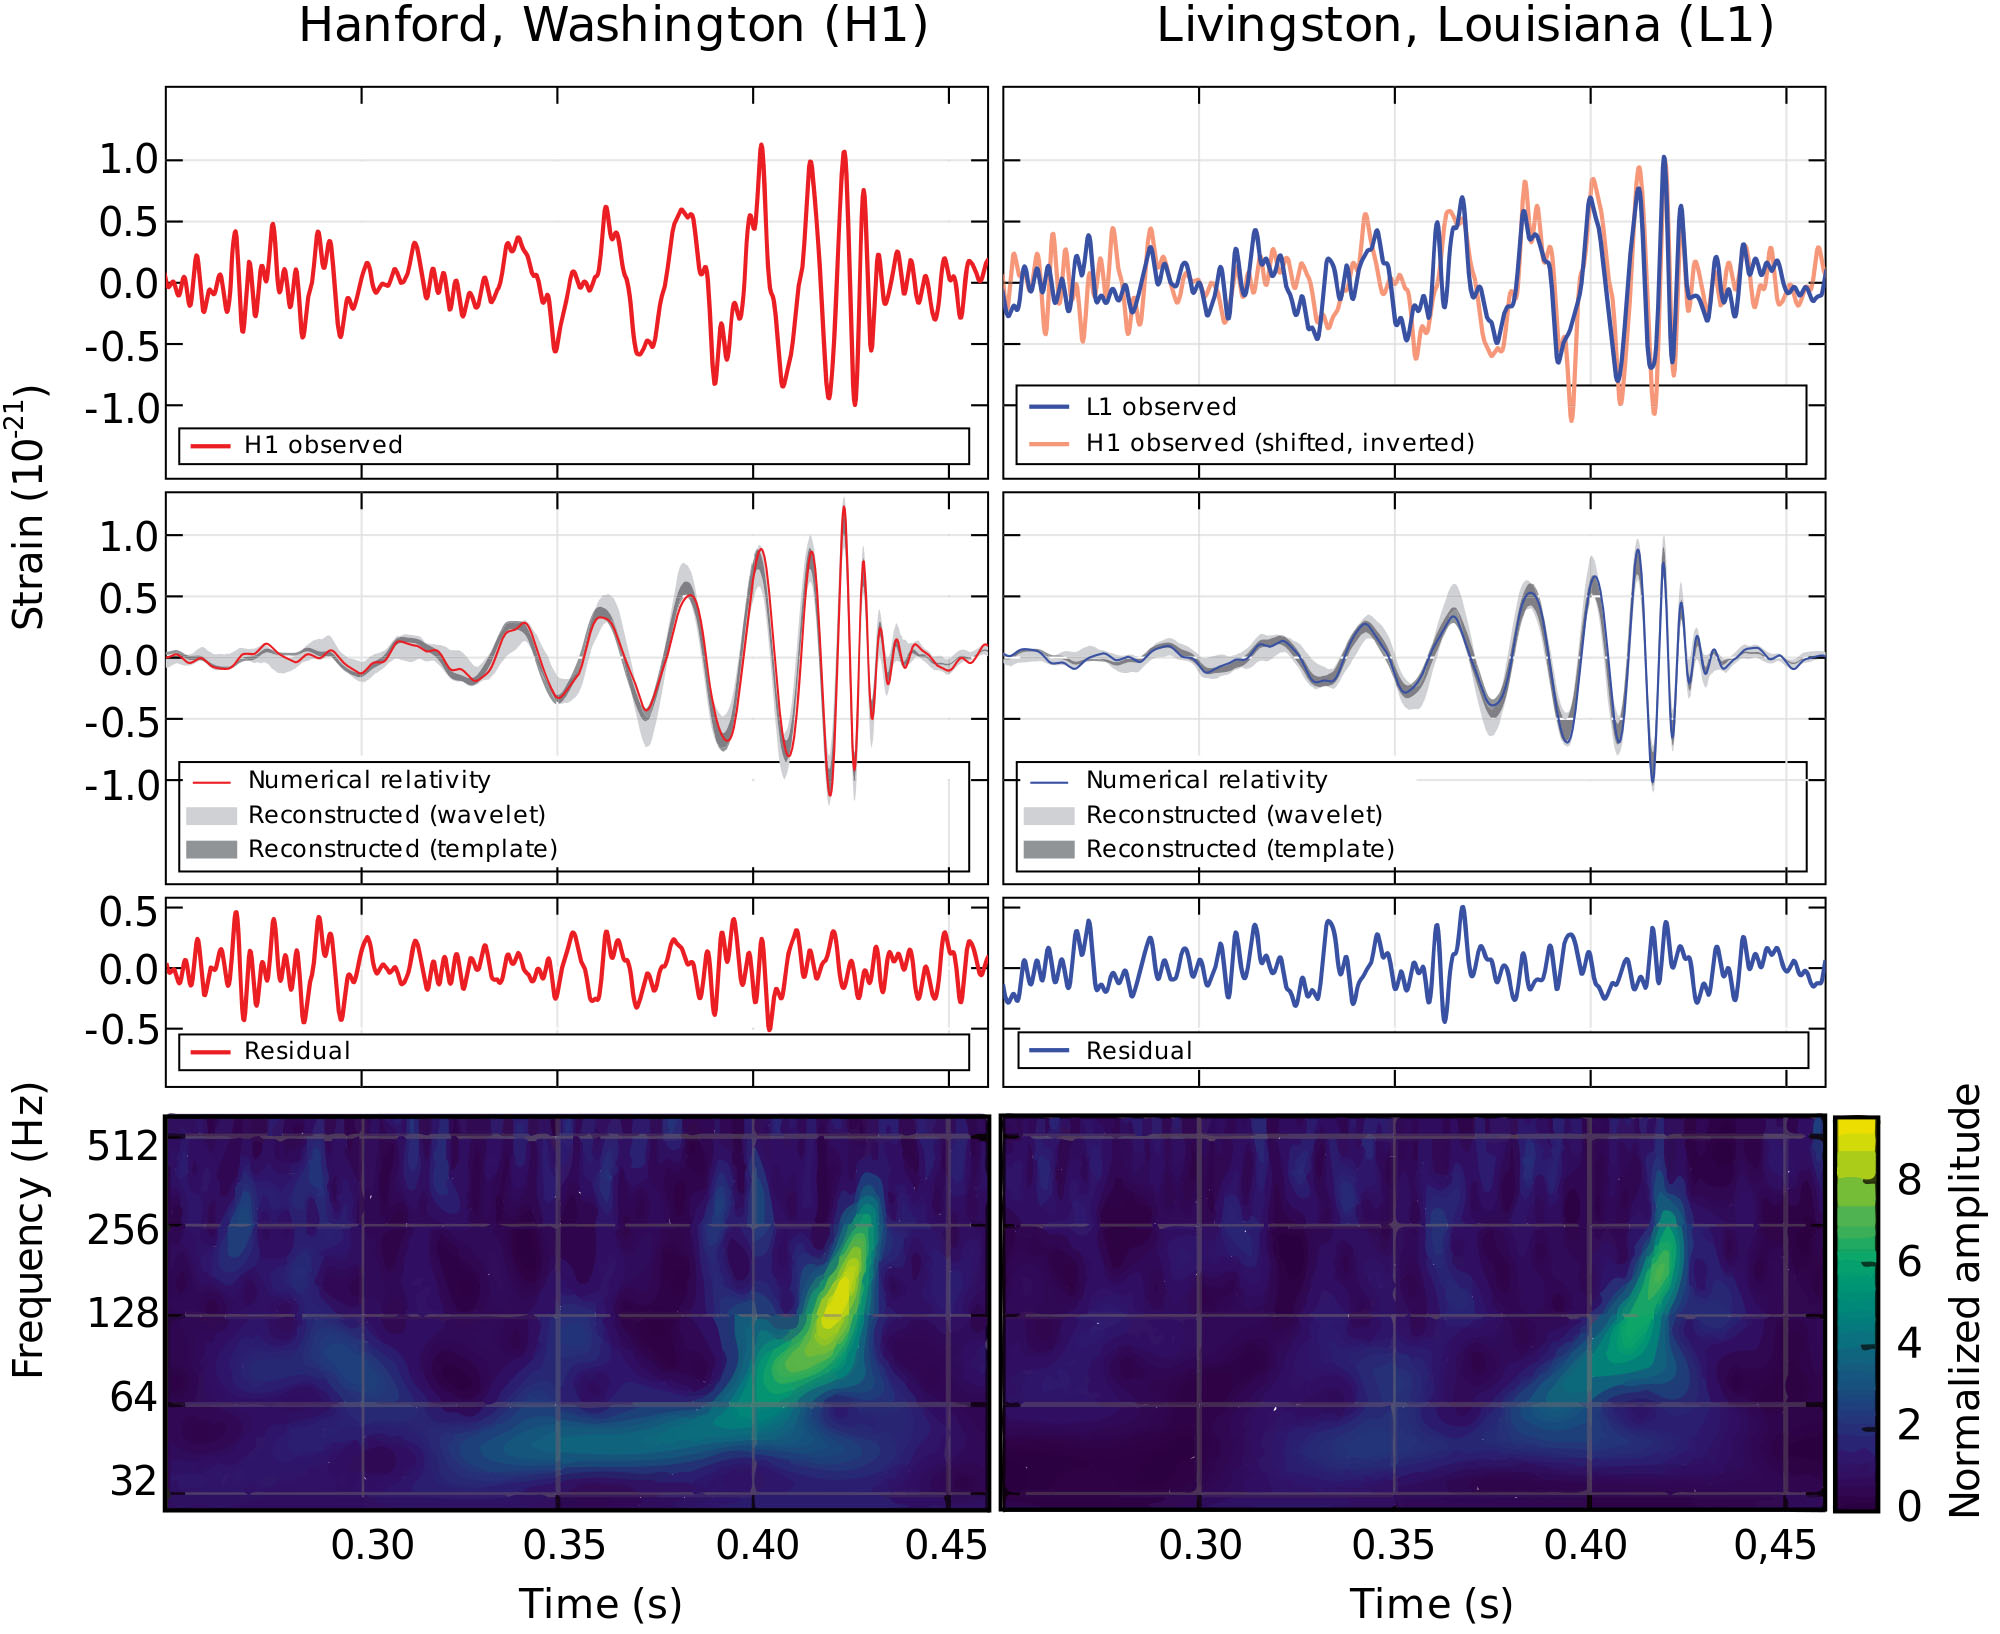 Hanford, Washington (H1)
Livingston, Louisiana (L1)
Strain (10⁻²¹)
1.0
0.5
0.0
-0.5
-1.0
H1 observed
L1 observed
H1 observed (shifted, inverted)
1.0
0.5
0.0
-0.5
-1.0
Numerical relativity
Reconstructed (wavelet)
Reconstructed (template)
Numerical relativity
Reconstructed (wavelet)
Reconstructed (template)
0.5
0.0
-0.5
Residual
Residual
Frequency (Hz)
512
256
128
64
32
Normalized amplitude
8
6
4
2
0
0.30 0.35 0.40 0.45
0.30 0.35 0.40 0,45
Time (s)
Time (s)